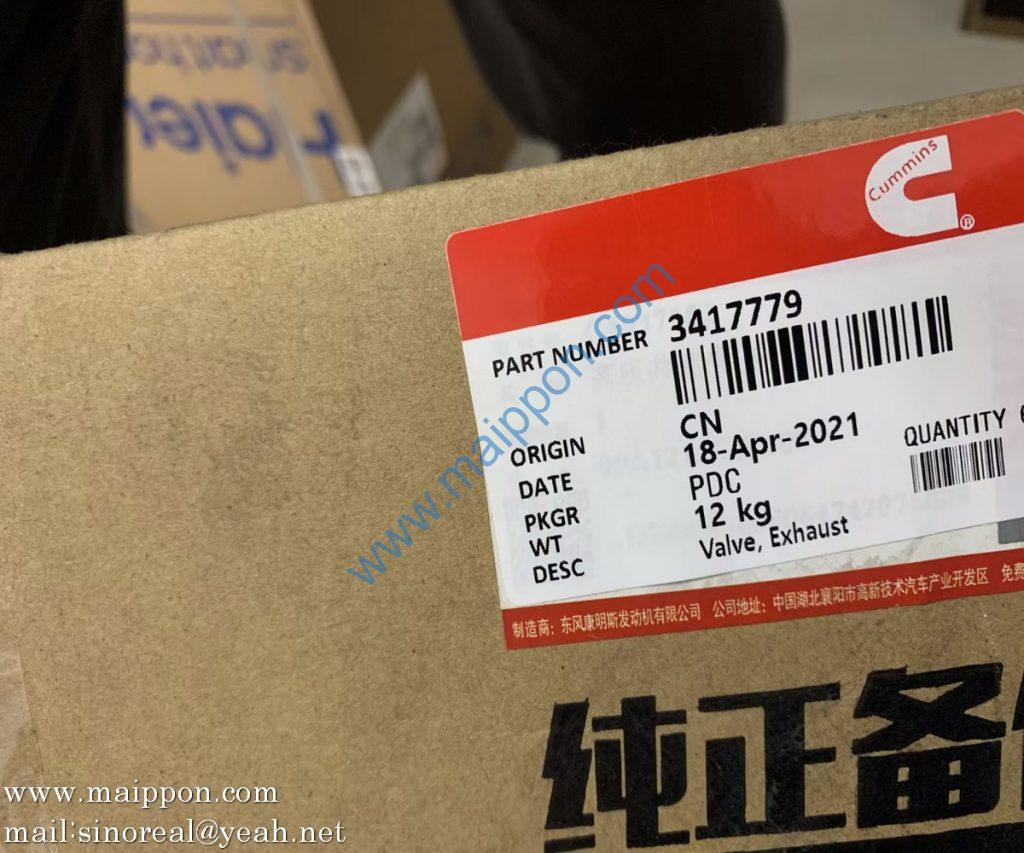 Cummins
®
PART NUMBER 3417779
ORIGIN CN
DATE 18-Apr-2021
QUANTITY
PKGR PDC
WT 12 kg
DESC Valve, Exhaust
制造商：东风康明斯发动机有限公司 公司地址：中国湖北襄阳市高新技术汽车产业开发区 免费
纯正备
www.maippon.com
www.maippon.com
mail:sinoreal@yeah.net